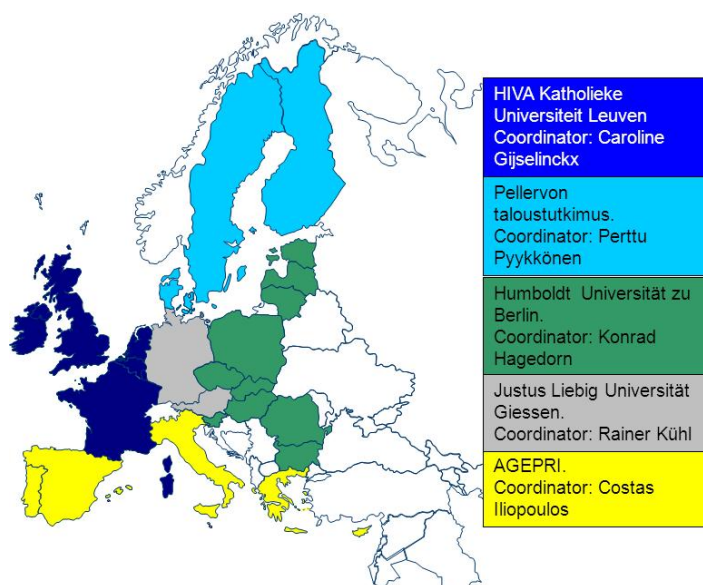 HIVA Katholieke
Universiteit Leuven
Coordinator: Caroline
Gijselinckx
Pellervon
taloustutkimus.
Coordinator: Perttu
Pyykkönen
Humboldt Universität zu
Berlin.
Coordinator: Konrad
Hagedorn
Justus Liebig Universität
Giessen.
Coordinator: Rainer Kühl
AGEPRI.
Coordinator: Costas
Iliopoulos